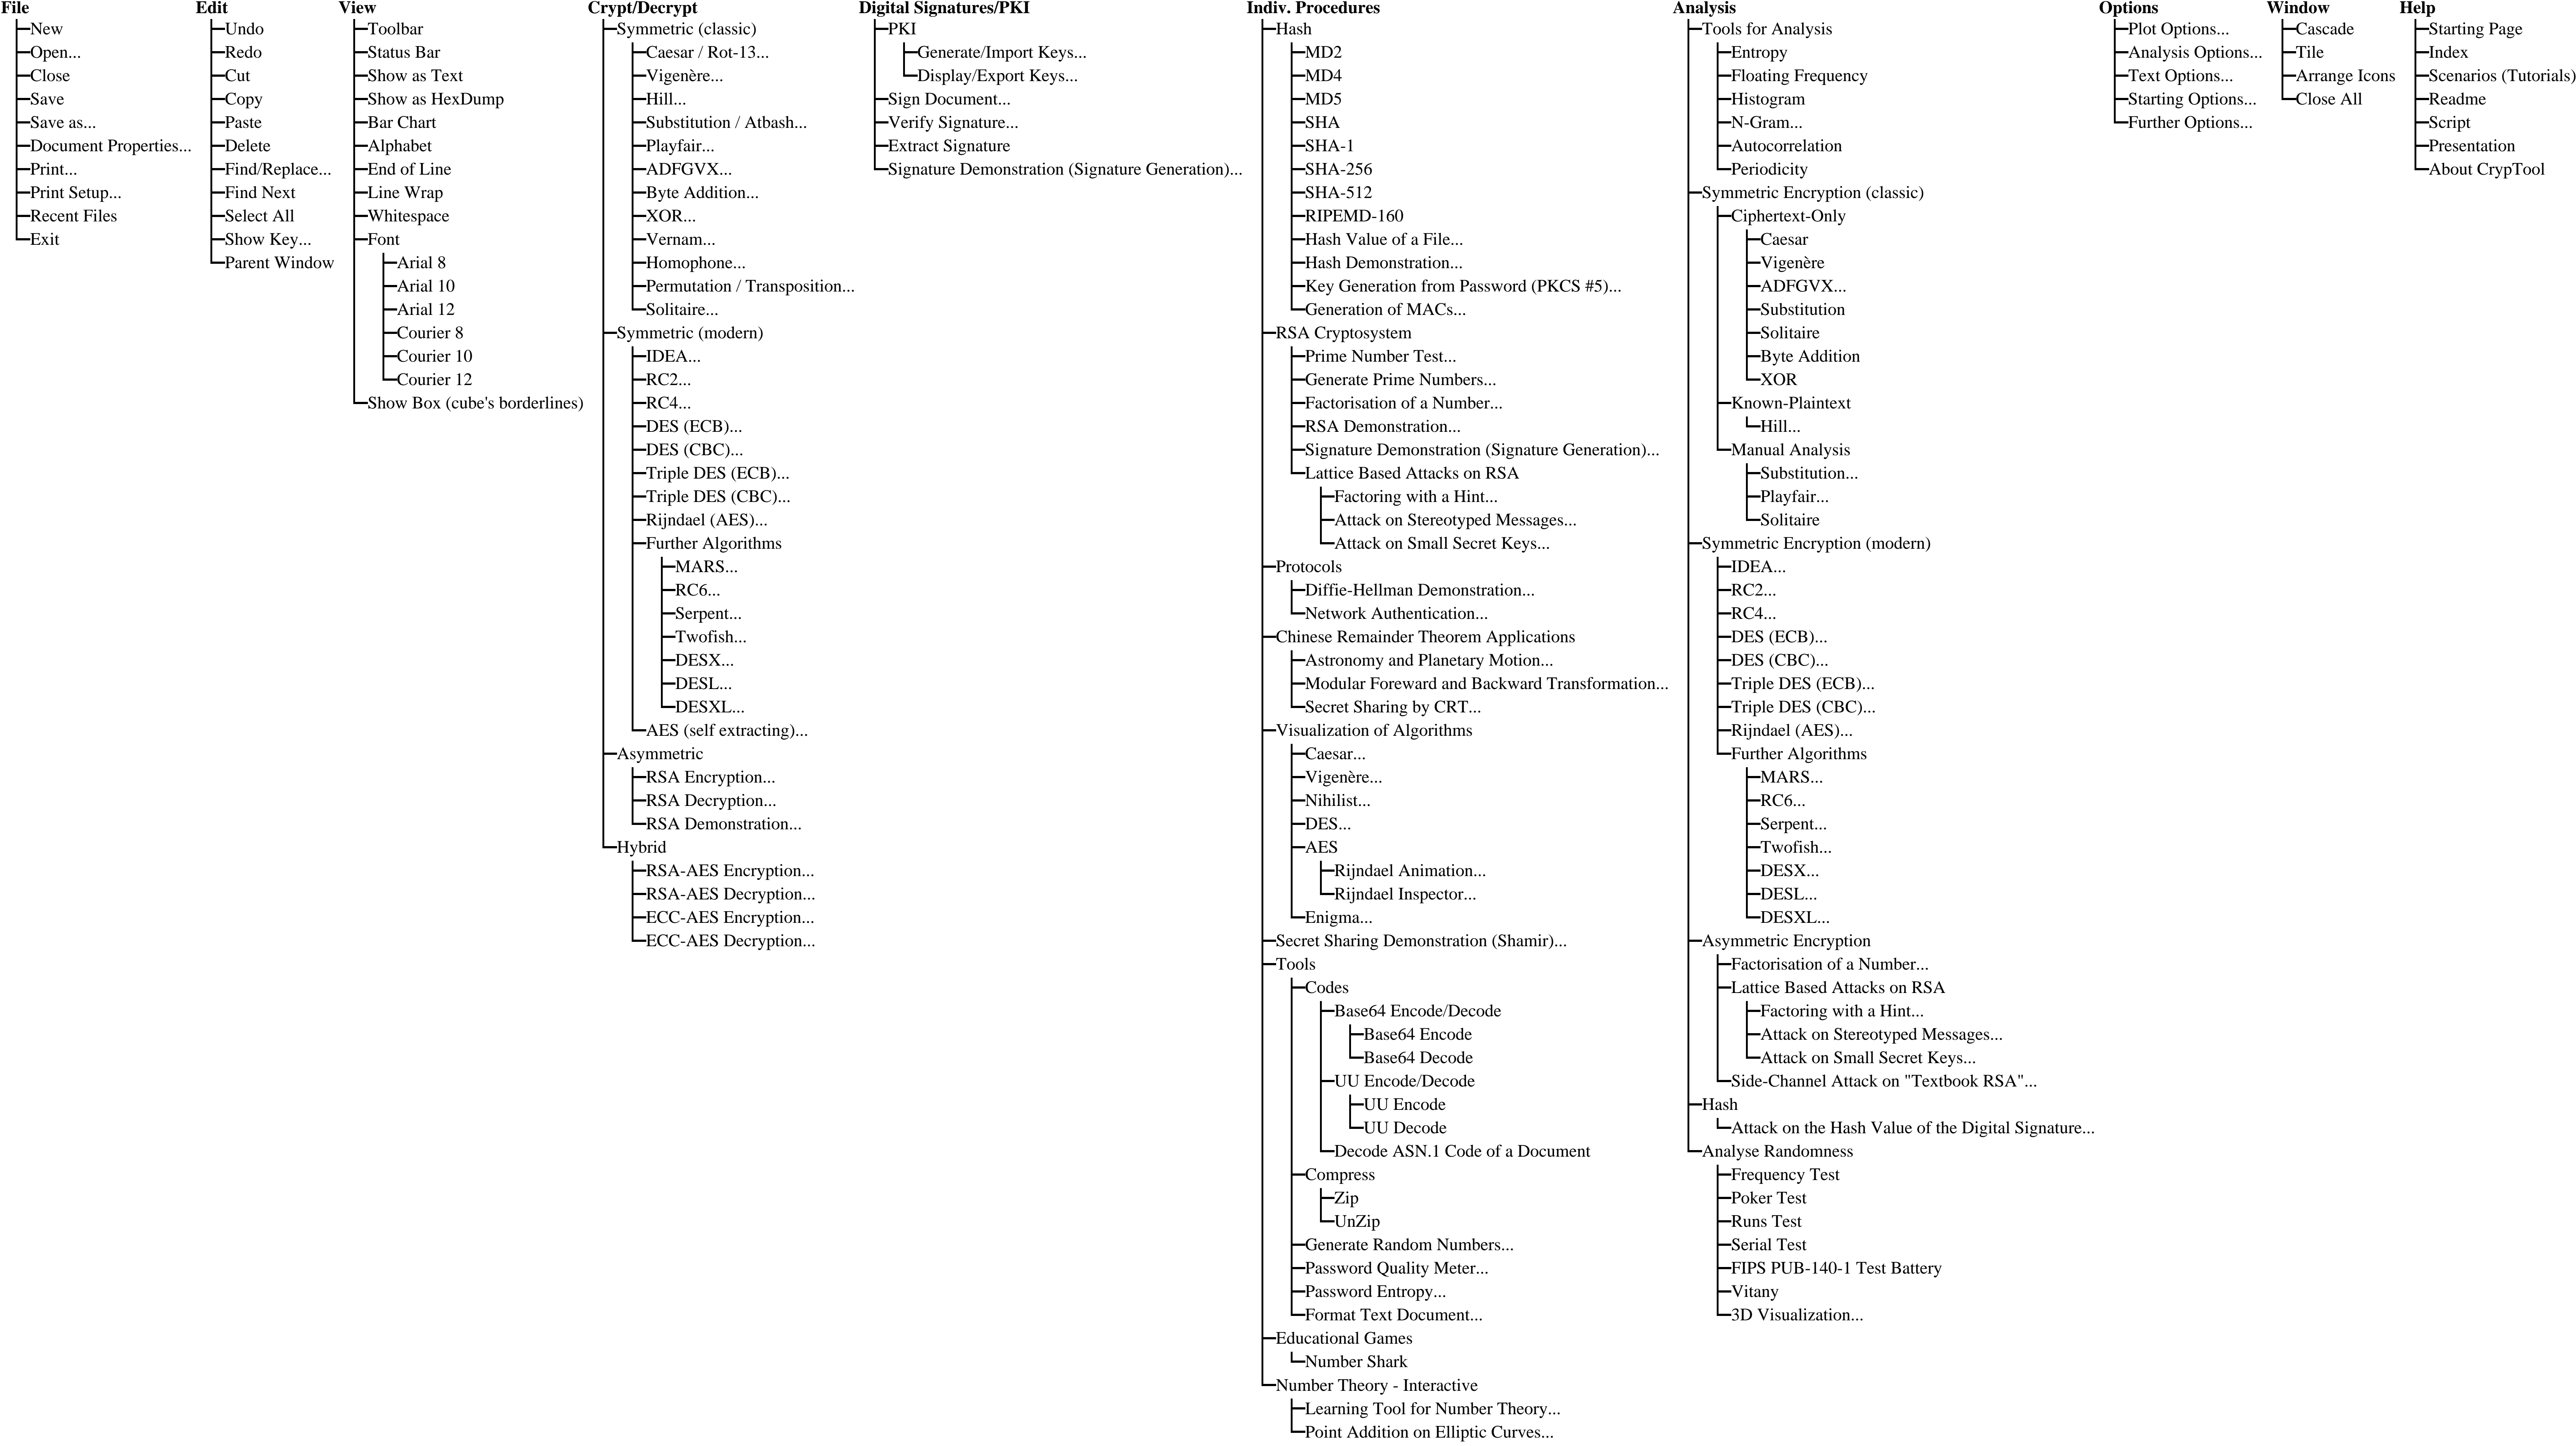 File
New
Open...
Close
Save
Save as...
Document Properties...
Print...
Print Setup...
Recent Files
Exit
Edit
Undo
Redo
Cut
Copy
Paste
Delete
Find/Replace...
Find Next
Select All
Show Key...
Parent Window
View
Toolbar
Status Bar
Show as Text
Show as HexDump
Bar Chart
Alphabet
End of Line
Line Wrap
Whitespace
Font
Arial 8
Arial 10
Arial 12
Courier 8
Courier 10
Courier 12
Show Box (cube's borderlines)
Crypt/Decrypt
Symmetric (classic)
Caesar / Rot-13...
Vigenère...
Hill...
Substitution / Atbash...
Playfair...
ADFGVX...
Byte Addition...
XOR...
Vernam...
Homophone...
Permutation / Transposition...
Solitaire...
Symmetric (modern)
IDEA...
RC2...
RC4...
DES (ECB)...
DES (CBC)...
Triple DES (ECB)...
Triple DES (CBC)...
Rijndael (AES)...
Further Algorithms
MARS...
RC6...
Serpent...
Twofish...
DESX...
DESL...
DESXL...
AES (self extracting)...
Asymmetric
RSA Encryption...
RSA Decryption...
RSA Demonstration...
Hybrid
RSA-AES Encryption...
RSA-AES Decryption...
ECC-AES Encryption...
ECC-AES Decryption...
Digital Signatures/PKI
PKI
Generate/Import Keys...
Display/Export Keys...
Sign Document...
Verify Signature...
Extract Signature
Signature Demonstration (Signature Generation)...
Indiv. Procedures
Hash
MD2
MD4
MD5
SHA
SHA-1
SHA-256
SHA-512
RIPEMD-160
Hash Value of a File...
Hash Demonstration...
Key Generation from Password (PKCS #5)...
Generation of MACs...
RSA Cryptosystem
Prime Number Test...
Generate Prime Numbers...
Factorisation of a Number...
RSA Demonstration...
Signature Demonstration (Signature Generation)...
Lattice Based Attacks on RSA
Factoring with a Hint...
Attack on Stereotyped Messages...
Attack on Small Secret Keys...
Protocols
Diffie-Hellman Demonstration...
Network Authentication...
Chinese Remainder Theorem Applications
Astronomy and Planetary Motion...
Modular Foreward and Backward Transformation...
Secret Sharing by CRT...
Visualization of Algorithms
Caesar...
Vigenère...
Nihilist...
DES...
AES
Rijndael Animation...
Rijndael Inspector...
Enigma...
Secret Sharing Demonstration (Shamir)...
Tools
Codes
Base64 Encode/Decode
Base64 Encode
Base64 Decode
UU Encode/Decode
UU Encode
UU Decode
Decode ASN.1 Code of a Document
Compress
Zip
UnZip
Generate Random Numbers...
Password Quality Meter...
Password Entropy...
Format Text Document...
Educational Games
Number Shark
Number Theory - Interactive
Learning Tool for Number Theory...
Point Addition on Elliptic Curves...
Analysis
Tools for Analysis
Entropy
Floating Frequency
Histogram
N-Gram...
Autocorrelation
Periodicity
Symmetric Encryption (classic)
Ciphertext-Only
Caesar
Vigenère
ADFGVX...
Substitution
Solitaire
Byte Addition
XOR
Known-Plaintext
Hill...
Manual Analysis
Substitution...
Playfair...
Solitaire
Symmetric Encryption (modern)
IDEA...
RC2...
RC4...
DES (ECB)...
DES (CBC)...
Triple DES (ECB)...
Triple DES (CBC)...
Rijndael (AES)...
Further Algorithms
MARS...
RC6...
Serpent...
Twofish...
DESX...
DESL...
DESXL...
Asymmetric Encryption
Factorisation of a Number...
Lattice Based Attacks on RSA
Factoring with a Hint...
Attack on Stereotyped Messages...
Attack on Small Secret Keys...
Side-Channel Attack on "Textbook RSA"...
Hash
Attack on the Hash Value of the Digital Signature...
Analyse Randomness
Frequency Test
Poker Test
Runs Test
Serial Test
FIPS PUB-140-1 Test Battery
Vitany
3D Visualization...
Options
Plot Options...
Analysis Options...
Text Options...
Starting Options...
Further Options...
Window
Cascade
Tile
Arrange Icons
Close All
Help
Starting Page
Index
Scenarios (Tutorials)
Readme
Script
Presentation
About CrypTool